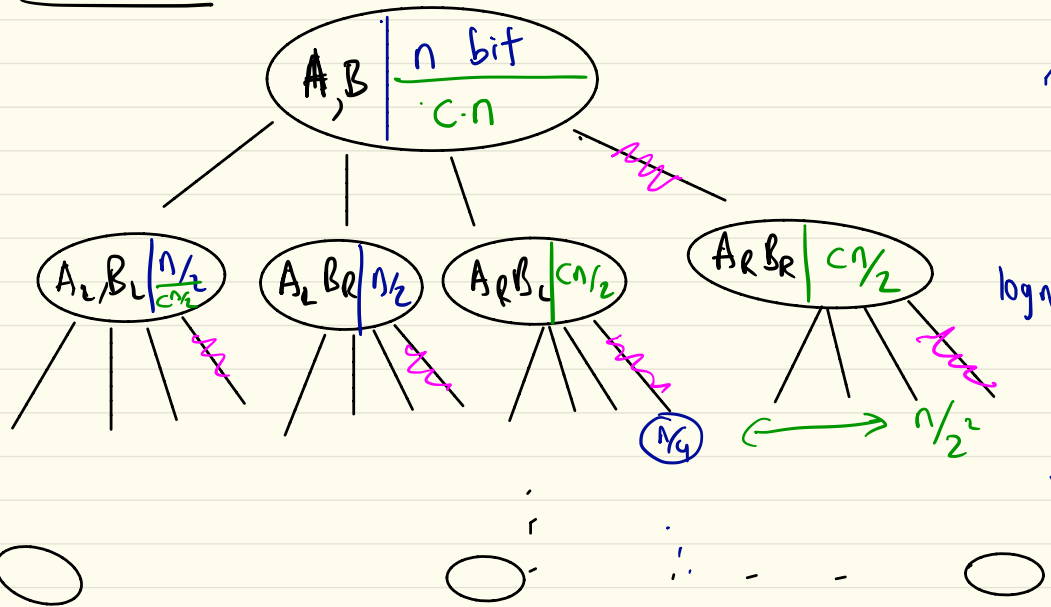 A, B | n bit
c·n
A_L, B_L | n/2
cn/2
A_L B_R | n/2
A_R B_L | cn/2
A_R B_R | cn/2
log n
n/4
n/2²